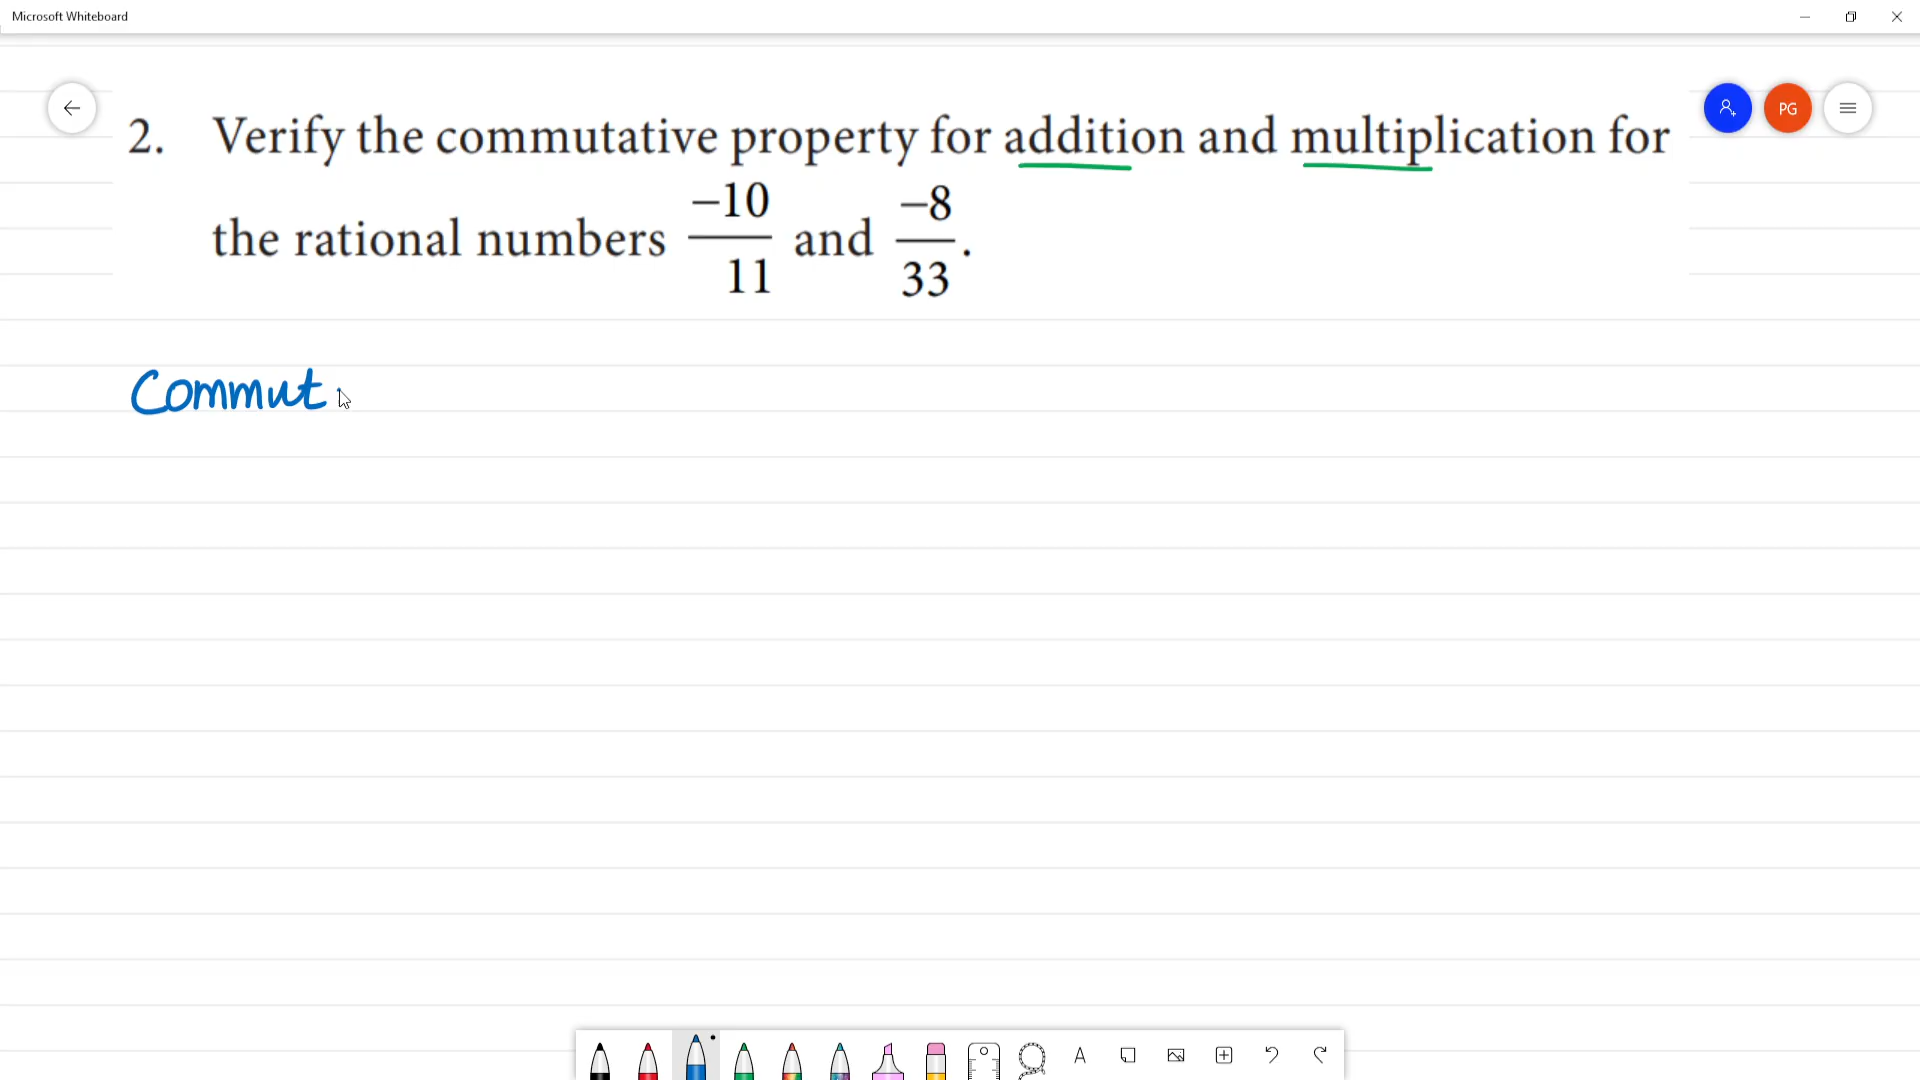 Microsoft Whiteboard
PG
2. Verify the commutative property for addition and multiplication for
the rational numbers −10/11 and −8/33.
Commut
A